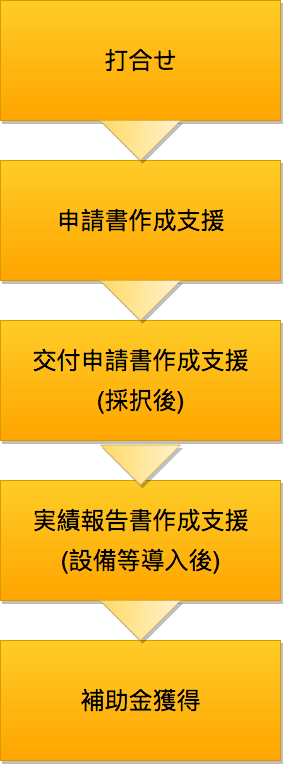 打合せ
申請書作成支援
交付申請書作成支援
(採択後)
実績報告書作成支援
(設備等導入後)
補助金獲得